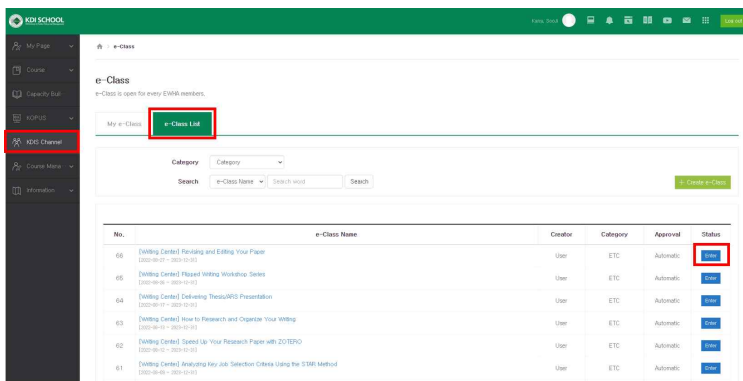 KDI SCHOOL
Log out
My Page
Course
Capacity Buil
KOPUS
KDIS Channel
Course Menu
Information
e-Class
e-Class
e-Class is open for every EWHA members.
My e-Class e-Class List
Category Category
Search e-Class Name Search word Search
+ Create e-Class
No. e-Class Name Creator Category Approval Status
66 [Writing Center] Revising and Editing Your Paper User ETC Automatic Enter
65 [Writing Center] Flipped Writing Workshop Series User ETC Automatic Enter
64 [Writing Center] Delivering Thesis/ARS Presentation User ETC Automatic Enter
63 [Writing Center] How to Research and Organize Your Writing User ETC Automatic Enter
62 [Writing Center] Speed Up Your Research Paper with ZOTERO User ETC Automatic Enter
61 [Writing Center] Analyzing Key Job Selection Criteria Using the STAR Method User ETC Automatic Enter